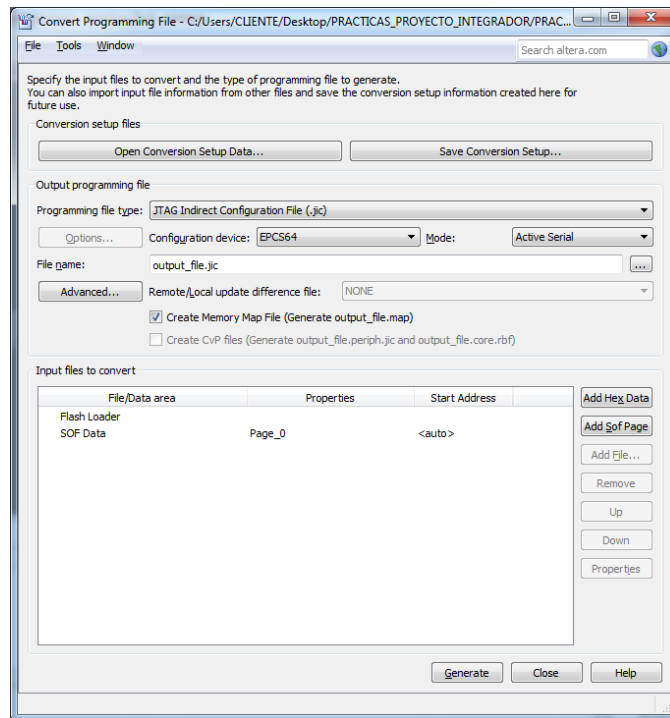 Convert Programming File - C:/Users/CLIENTE/Desktop/PRACTICAS_PROYECTO_INTEGRADOR/PRAC...
File Tools Window Search altera.com
Specify the input files to convert and the type of programming file to generate.
You can also import input file information from other files and save the conversion setup information created here for
future use.
Conversion setup files
Open Conversion Setup Data... Save Conversion Setup...
Output programming file
Programming file type: JTAG Indirect Configuration File (.jic)
Options... Configuration device: EPCS64 Mode: Active Serial
File name: output_file.jic ...
Advanced... Remote/Local update difference file: NONE
Create Memory Map File (Generate output_file.map)
Create CvP files (Generate output_file.periph.jic and output_file.core.rbf)
Input files to convert
File/Data area Properties Start Address Add Hex Data
Flash Loader
SOF Data Page_0 <auto> Add Sof Page
Add File...
Remove
Up
Down
Properties
Generate Close Help